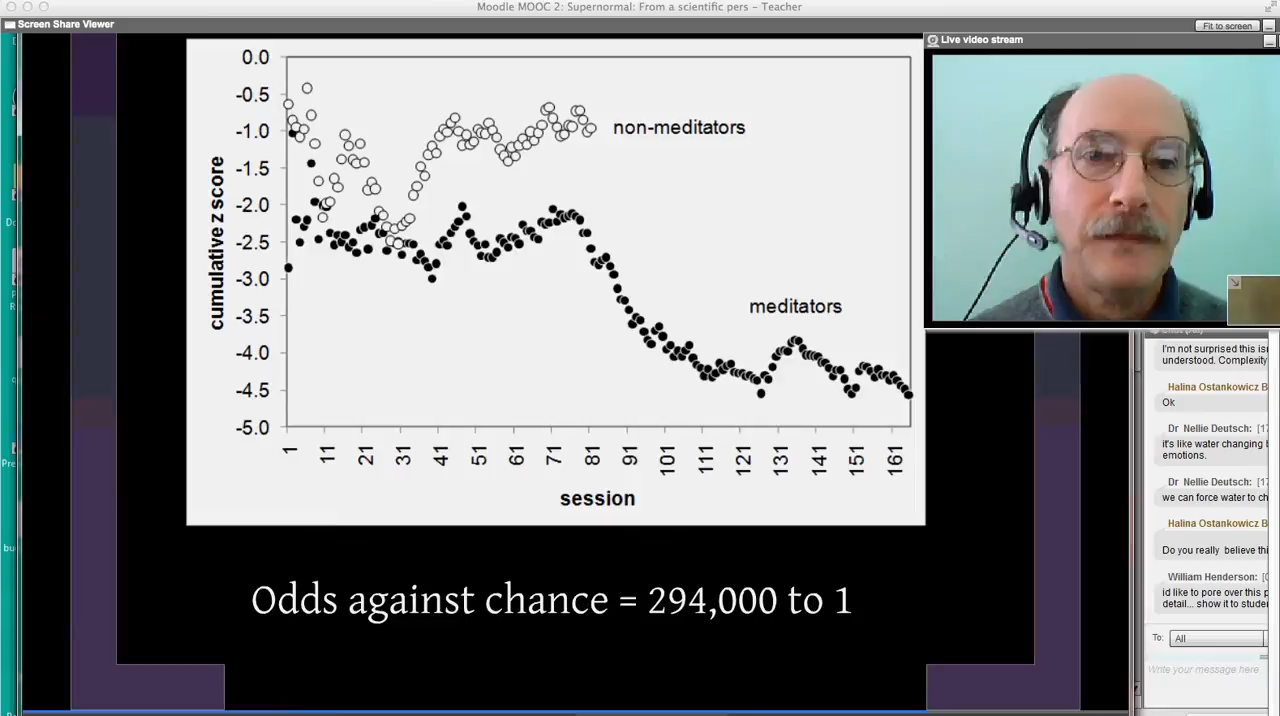 Moodle MOOC 2: Supernormal: From a scientific pers - Teacher
Screen Share Viewer
Fit to screen
Live video stream
0.0
-0.5
-1.0
-1.5
-2.0
-2.5
-3.0
-3.5
-4.0
-4.5
-5.0
cumulative z score
non-meditators
meditators
1
11
21
31
41
51
61
71
81
91
101
111
121
131
141
151
161
session
Odds against chance = 294,000 to 1
I'm not surprised this
understood. Complexity
Halina Ostankowicz B
Ok
Dr Nellie Deutsch:
it's like water changing
emotions.
Dr Nellie Deutsch:
we can force water to
Halina Ostankowicz B
Do you really believe
William Henderson:
id like to pore over this
detail... show it to
To:
All
Write your message here